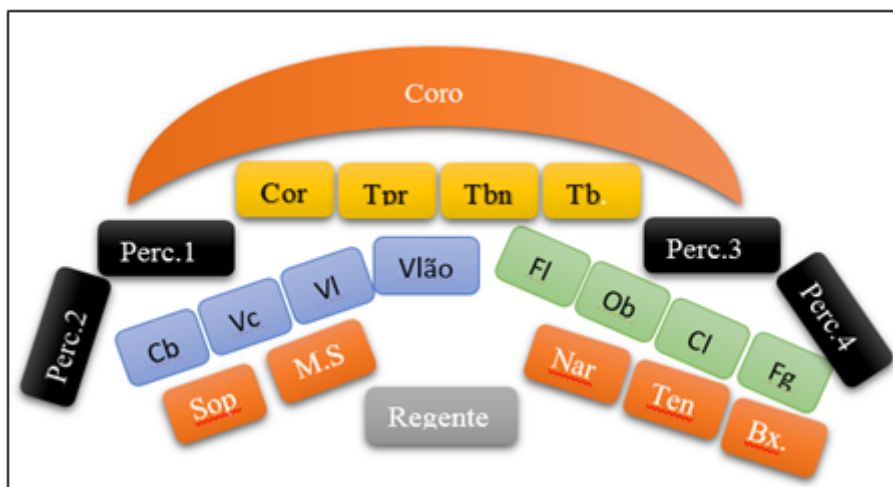 Coro
Cor
Tpr
Tbn
Tb.
Perc.1
Perc.3
Perc.2
Perc.4
Cb
Vc
Vl
Vlão
Fl
Ob
Cl
Fg
Sop
M.S
Regente
Nar
Ten
Bx.